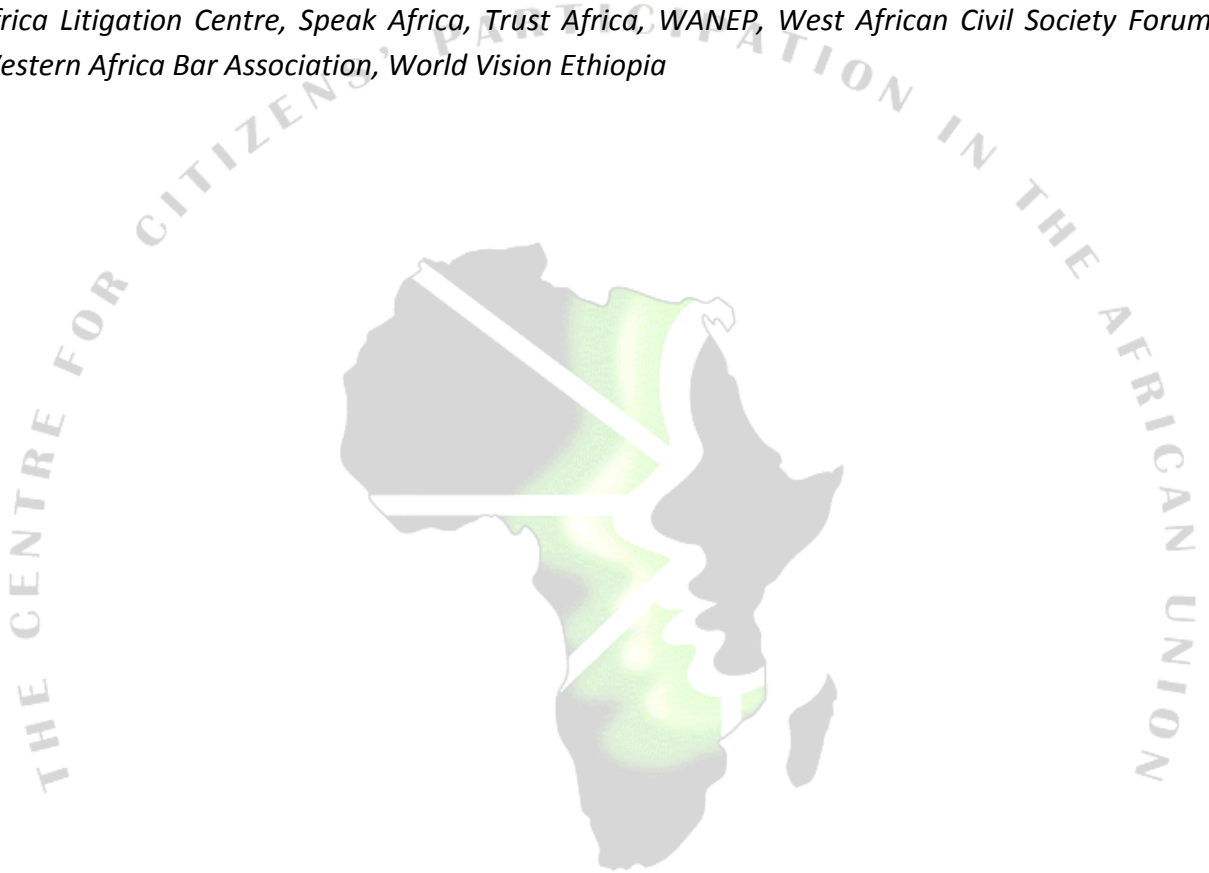 frica Litigation Centre, Speak Africa, Trust Africa, WANEP, West African Civil Society Forum
estern Africa Bar Association, World Vision Ethiopia
THE CENTRE FOR CITIZENS' PARTICIPATION IN THE AFRICAN UNION